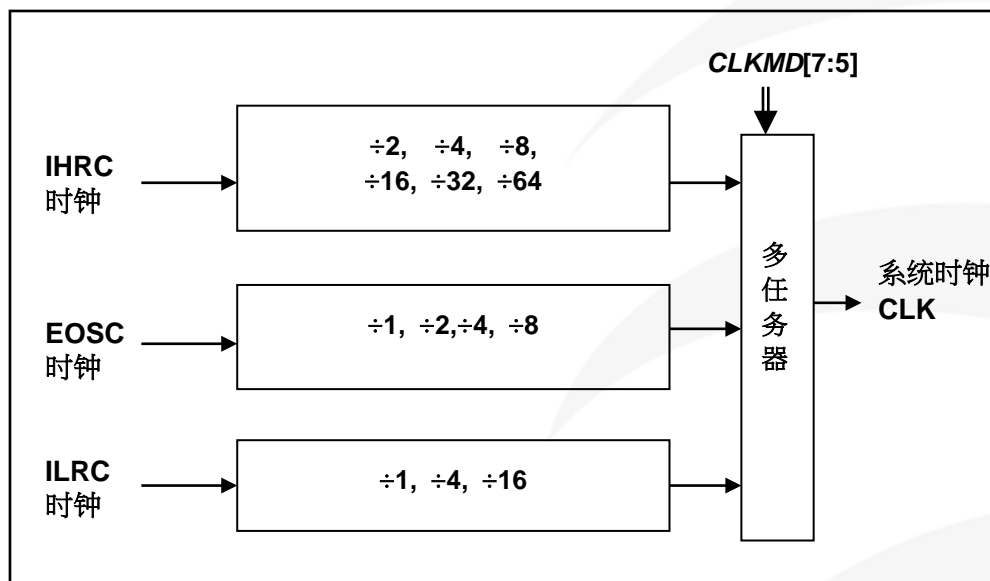 CLKMD[7:5]
IHRC
时钟
÷2, ÷4, ÷8,
÷16, ÷32, ÷64
EOSC
时钟
÷1, ÷2,÷4, ÷8
ILRC
时钟
÷1, ÷4, ÷16
多
任
务
器
系统时钟
CLK